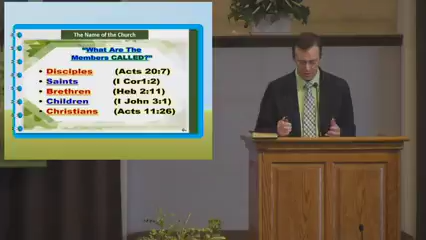 The Name of the Church
"What Are The
Members CALLED?"
• Disciples (Acts 20:7)
• Saints (I Cor1:2)
• Brethren (Heb 2:11)
• Children (I John 3:1)
• Christians (Acts 11:26)